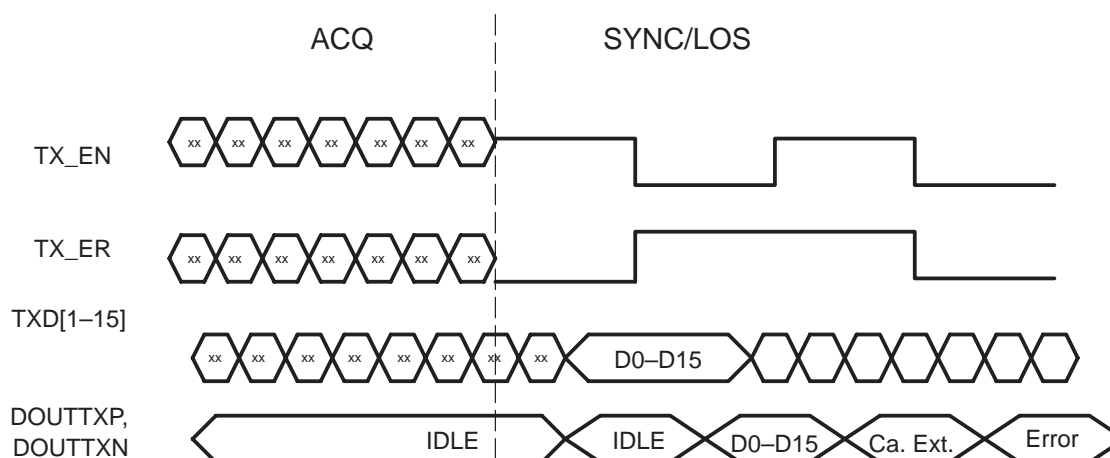 ACQ SYNC/LOS
TX_EN xx xx xx xx xx xx xx
TX_ER xx xx xx xx xx xx xx
TXD[1–15] xx xx xx xx xx xx xx xx D0–D15
DOUTTXP,
DOUTTXN IDLE IDLE D0–D15 Ca. Ext. Error